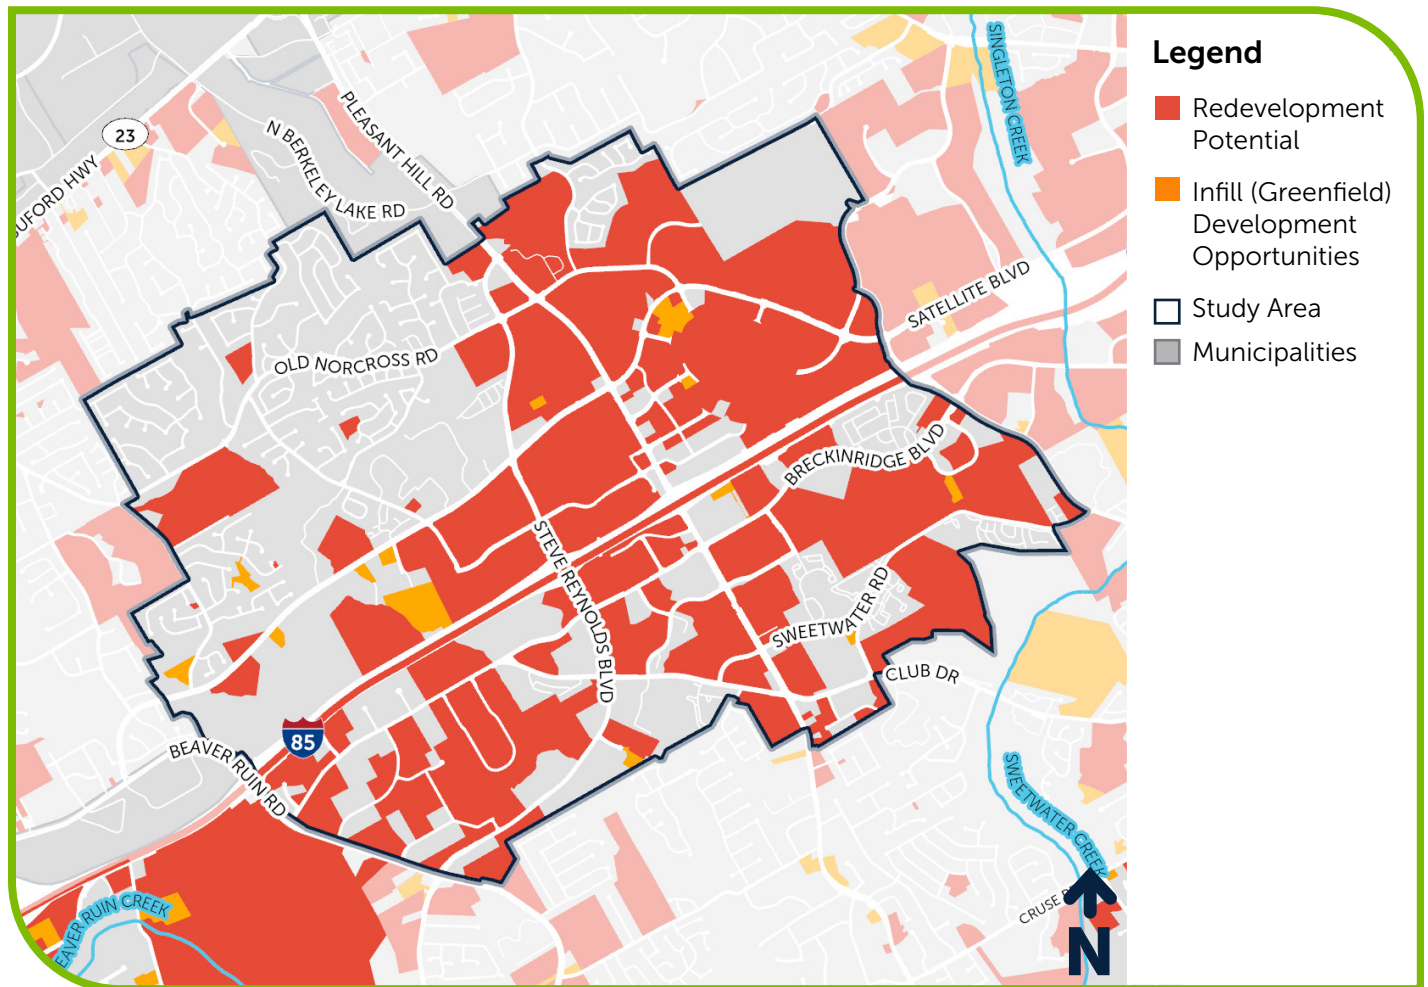 Legend
Redevelopment
Potential
Infill (Greenfield)
Development
Opportunities
Study Area
Municipalities
SINGLETON CREEK
PLEASANT HILL RD
23
N BERKELEY LAKE RD
UFORD HWY
SATELLITE BLVD
OLD NORCROSS RD
BRECKINRIDGE BLVD
STEVE REYNOLDS BLVD
SWEETWATER RD
CLUB DR
85
BEAVER RUIN RD
SWEETWATER CREEK
EAVER RUIN CREEK
CRUSE
N